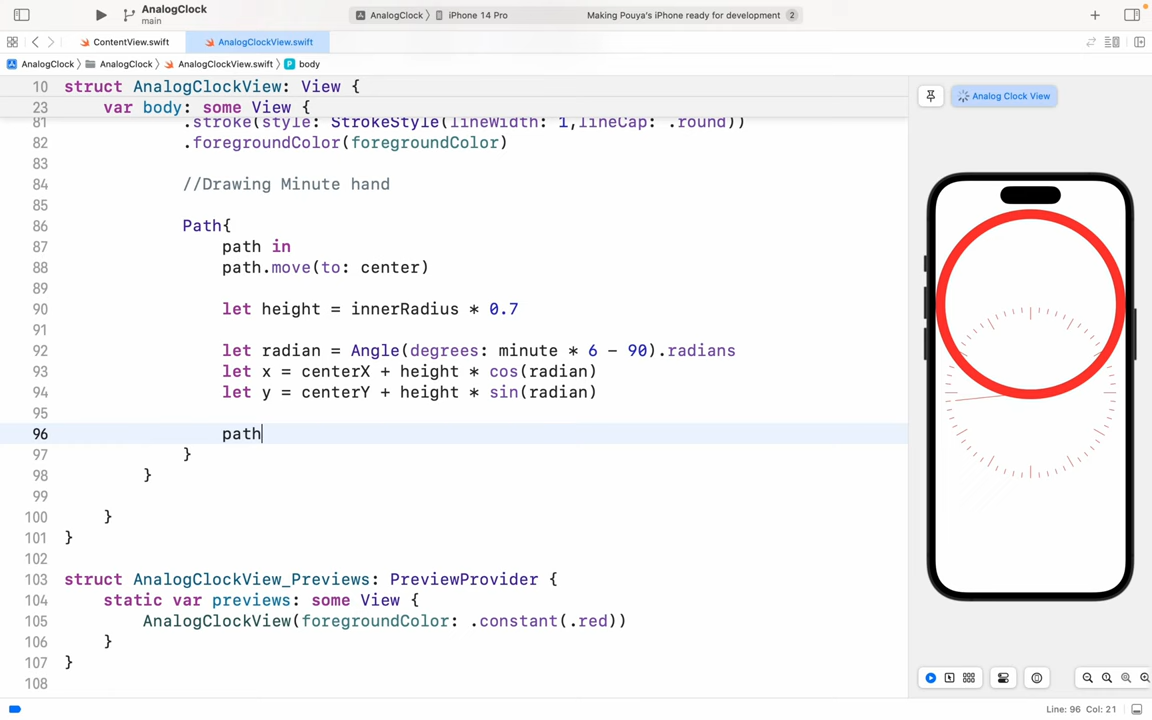 AnalogClock
main
AnalogClock 〉 iPhone 14 Pro
Making Pouya's iPhone ready for development 2
ContentView.swift
AnalogClockView.swift
AnalogClock 〉 AnalogClock 〉 AnalogClockView.swift 〉 P body
10 struct AnalogClockView: View {
23 var body: some View {
81 .stroke(style: StrokeStyle(lineWidth: 1,lineCap: .round))
82 .foregroundColor(foregroundColor)
83
84 //Drawing Minute hand
85
86 Path{
87 path in
88 path.move(to: center)
89
90 let height = innerRadius * 0.7
91
92 let radian = Angle(degrees: minute * 6 - 90).radians
93 let x = centerX + height * cos(radian)
94 let y = centerY + height * sin(radian)
95
96 path
97 }
98 }
99
100 }
101 }
102
103 struct AnalogClockView_Previews: PreviewProvider {
104 static var previews: some View {
105 AnalogClockView(foregroundColor: .constant(.red))
106 }
107 }
108
Analog Clock View
Line: 96 Col: 21